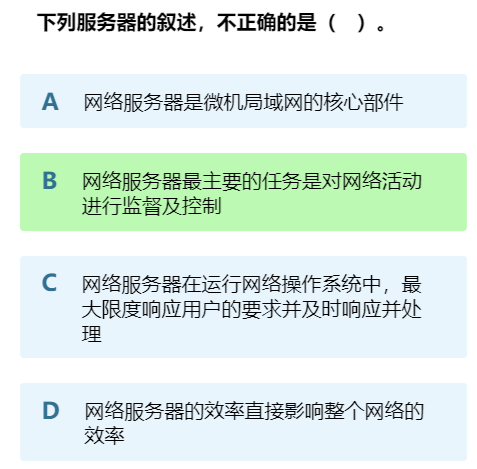 下列服务器的叙述，不正确的是（　）。
A 网络服务器是微机局域网的核心部件
B 网络服务器最主要的任务是对网络活动
进行监督及控制
C 网络服务器在运行网络操作系统中，最
大限度响应用户的要求并及时响应并处
理
D 网络服务器的效率直接影响整个网络的
效率